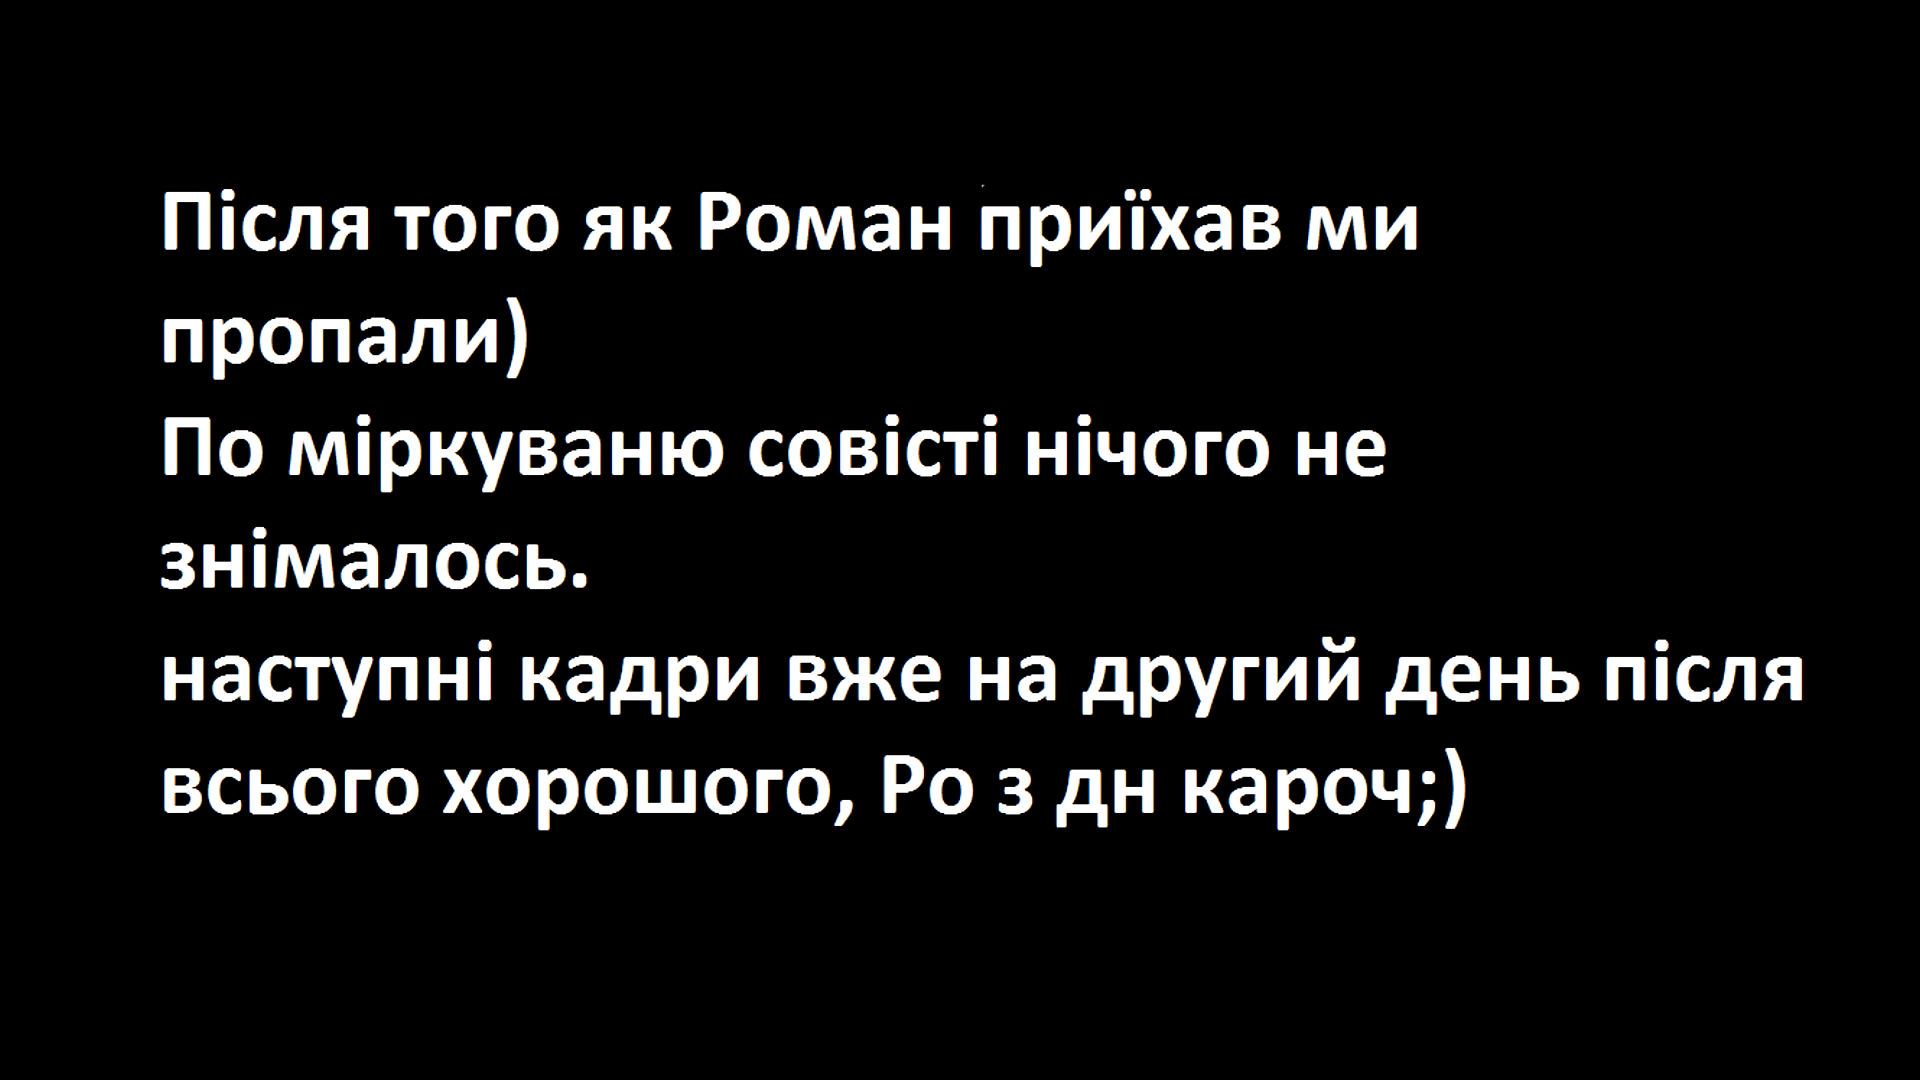 Після того як Роман приїхав ми
пропали)
По міркуваню совісті нічого не
знімалось.
наступні кадри вже на другий день після
всього хорошого, Ро з дн кароч;)